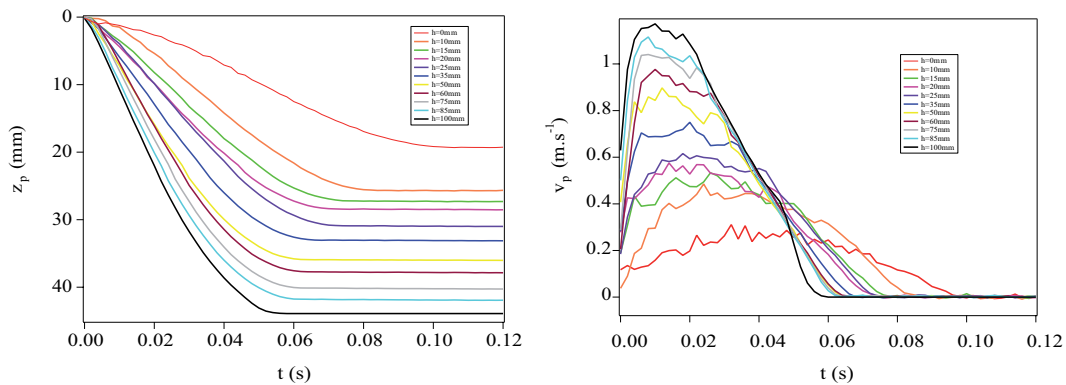 0
10
20
30
40
z_p (mm)
0.00 0.02 0.04 0.06 0.08 0.10 0.12
t (s)
h=0mm
h=10mm
h=15mm
h=20mm
h=25mm
h=35mm
h=50mm
h=60mm
h=75mm
h=85mm
h=100mm
1
0.8
0.6
0.4
0.2
0
v_p (m.s⁻¹)
0.00 0.02 0.04 0.06 0.08 0.10 0.12
t (s)
h=0mm
h=10mm
h=15mm
h=20mm
h=25mm
h=35mm
h=50mm
h=60mm
h=75mm
h=85mm
h=100mm